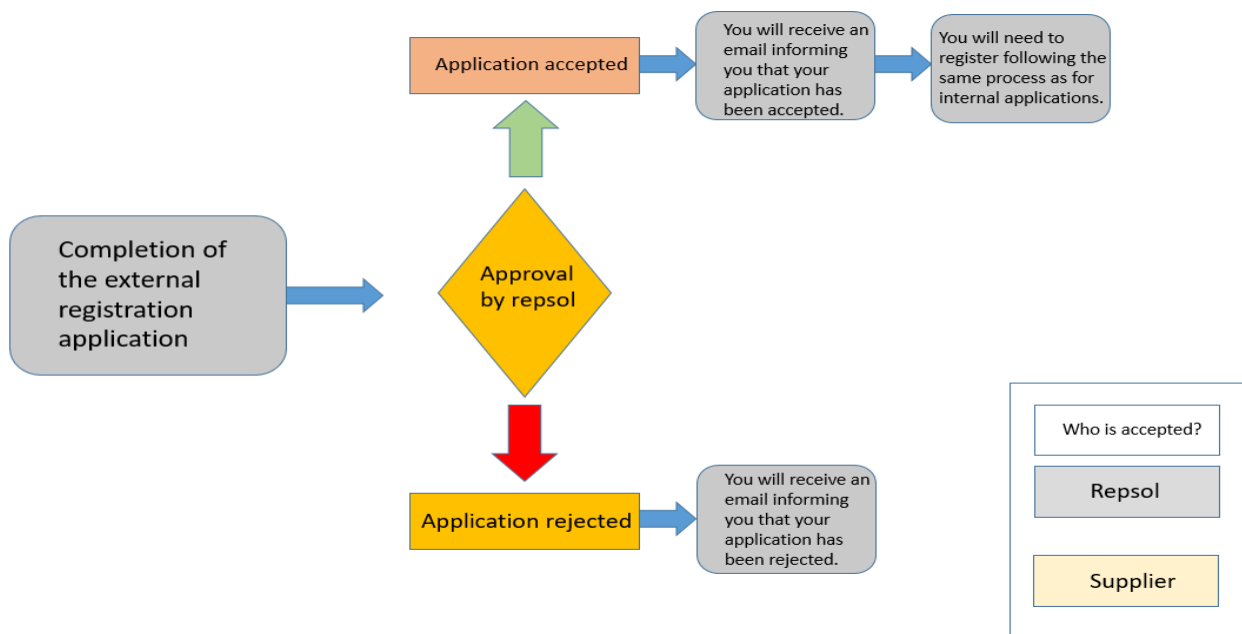 Completion of
the external
registration
application
Approval
by repsol
Application accepted
You will receive an
email informing
you that your
application has
been accepted.
You will need to
register following the
same process as for
internal applications.
Application rejected
You will receive an
email informing
you that your
application has
been rejected.
Who is accepted?
Repsol
Supplier